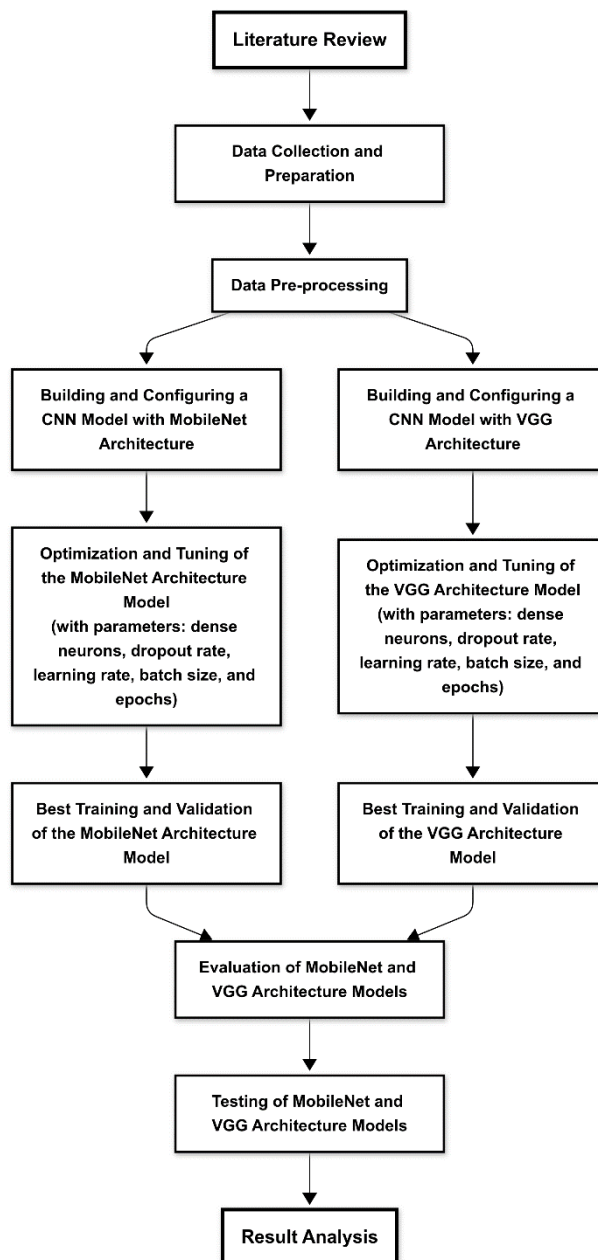 Literature Review
Data Collection and
Preparation
Data Pre-processing
Building and Configuring a
CNN Model with MobileNet
Architecture
Building and Configuring a
CNN Model with VGG
Architecture
Optimization and Tuning of
the MobileNet Architecture
Model
(with parameters: dense
neurons, dropout rate,
learning rate, batch size, and
epochs)
Optimization and Tuning of
the VGG Architecture Model
(with parameters: dense
neurons, dropout rate,
learning rate, batch size, and
epochs)
Best Training and Validation
of the MobileNet Architecture
Model
Best Training and Validation
of the VGG Architecture
Model
Evaluation of MobileNet and
VGG Architecture Models
Testing of MobileNet and
VGG Architecture Models
Result Analysis